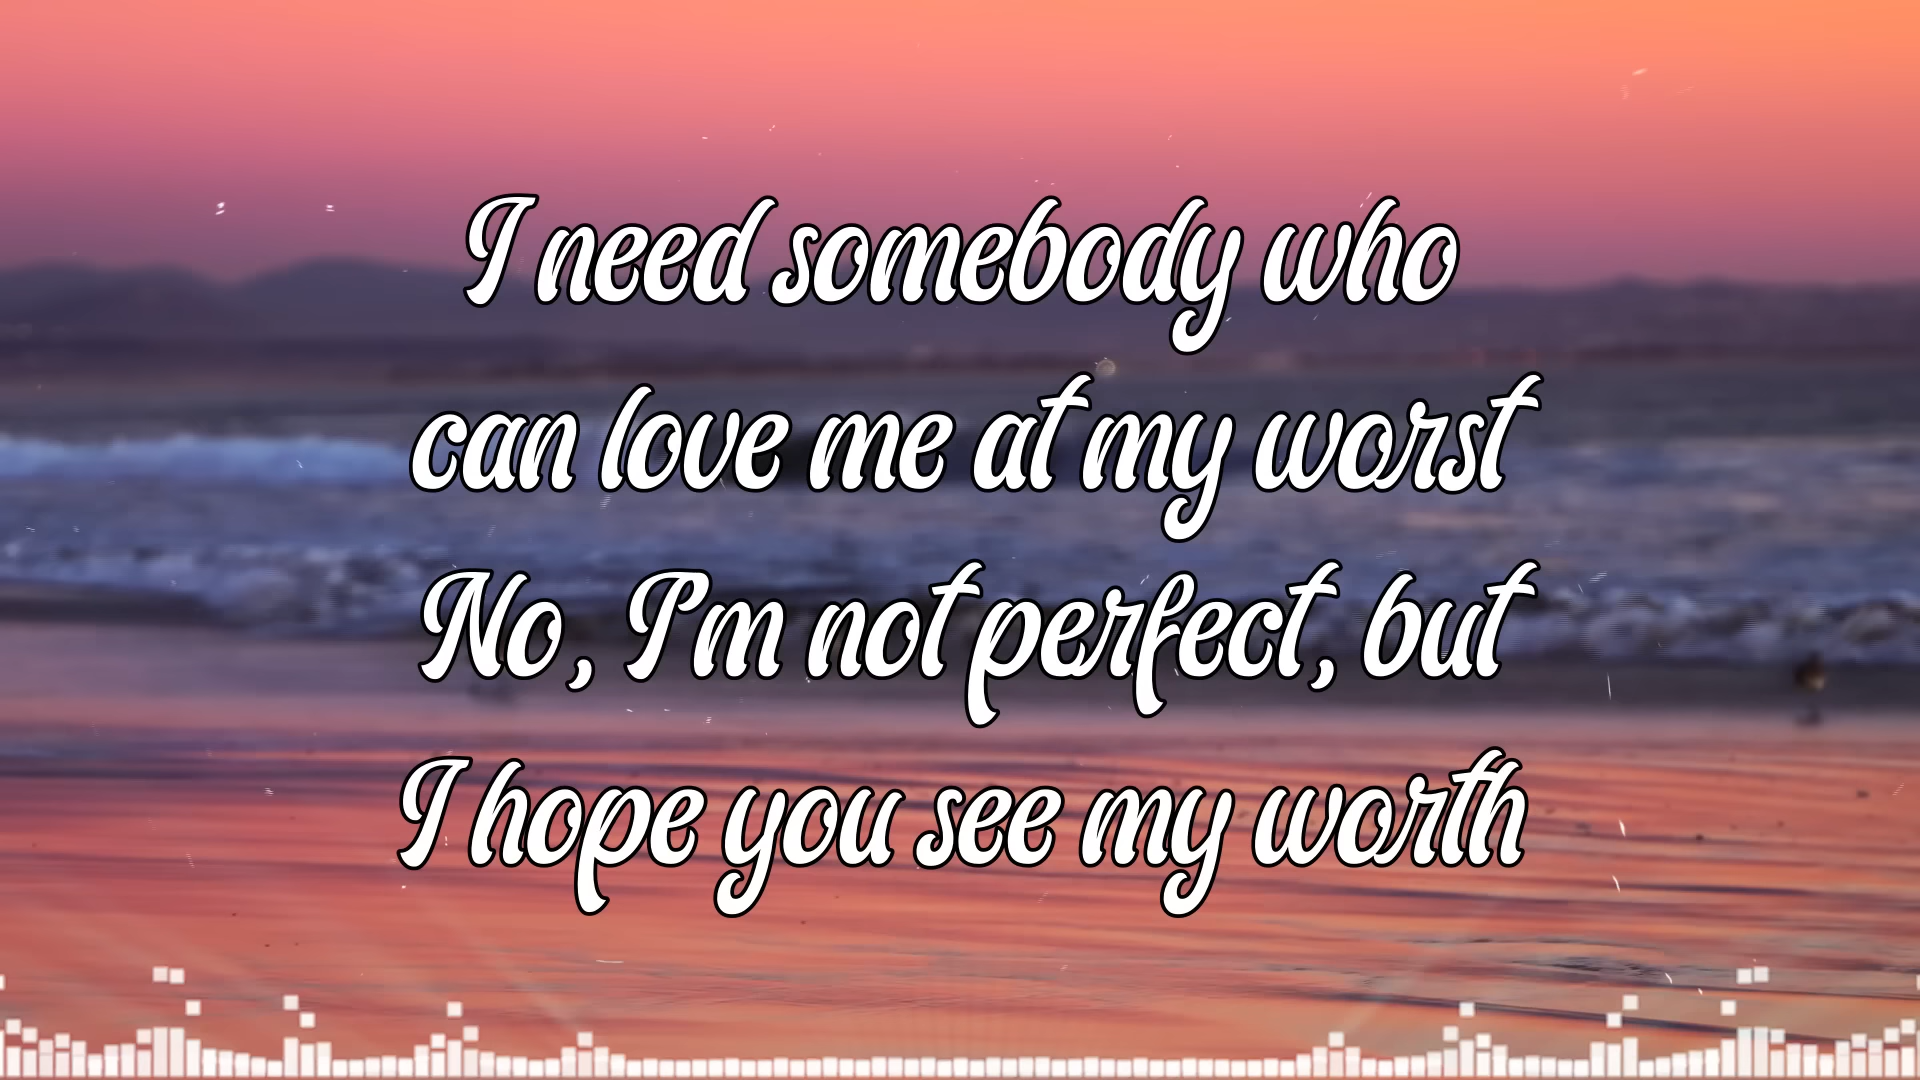 I need somebody who
can love me at my worst
No, I'm not perfect, but
I hope you see my worth